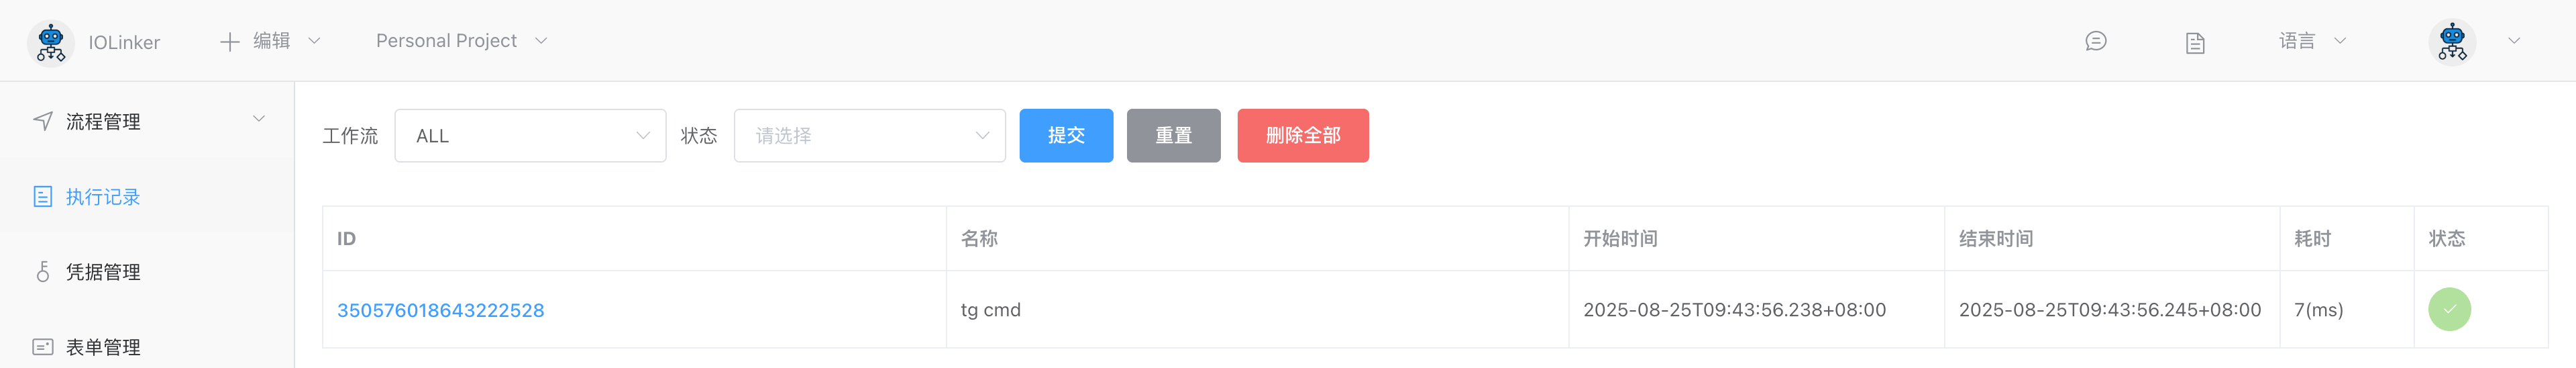 IOLinker 编辑 Personal Project 语言
流程管理
执行记录
凭据管理
表单管理
工作流 ALL 状态 请选择 提交 重置 删除全部
ID 名称 开始时间 结束时间 耗时 状态
350576018643222528 tg cmd 2025-08-25T09:43:56.238+08:00 2025-08-25T09:43:56.245+08:00 7(ms)